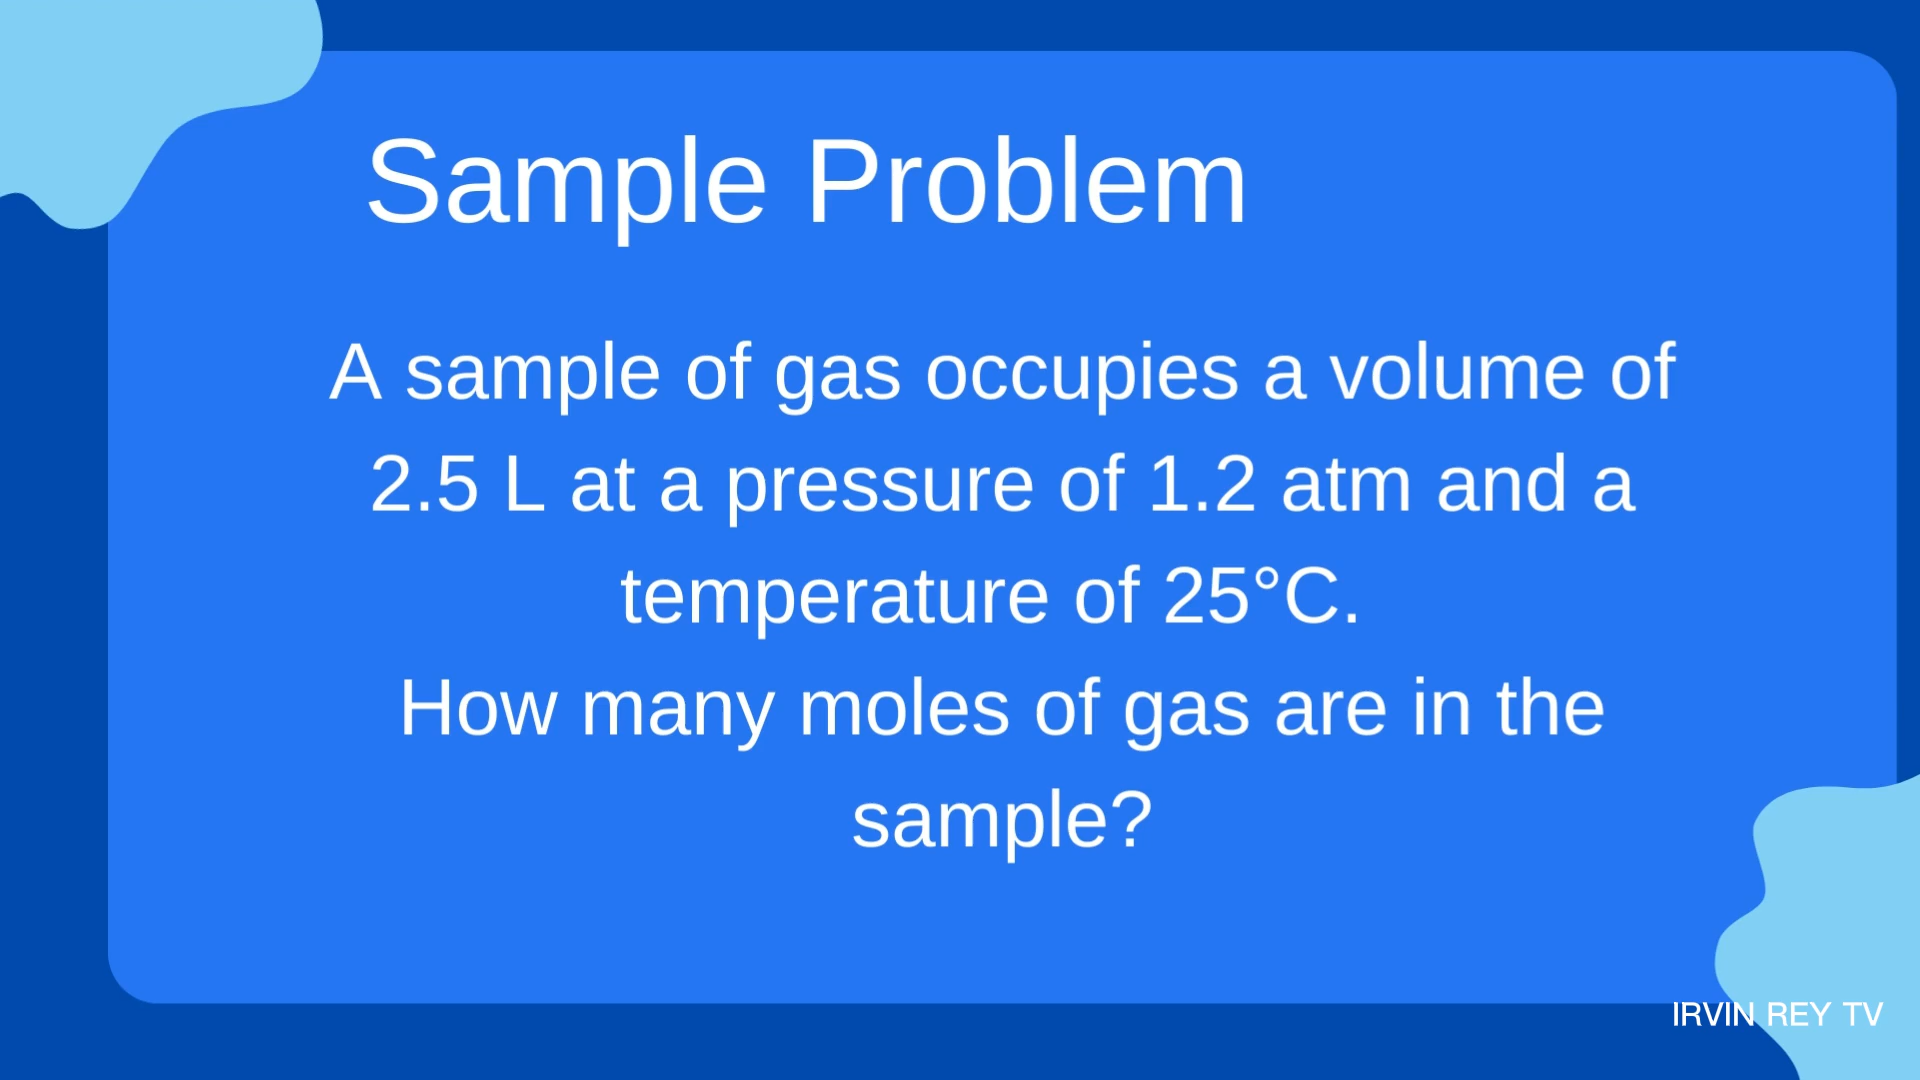 Sample Problem
A sample of gas occupies a volume of
2.5 L at a pressure of 1.2 atm and a
temperature of 25°C.
How many moles of gas are in the
sample?
IRVIN REY TV